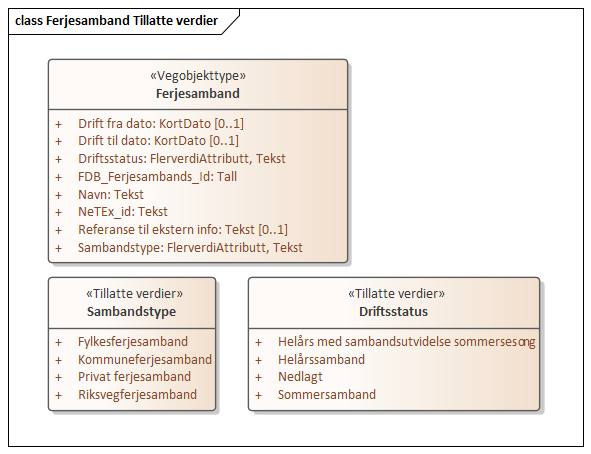 class Ferjesamband Tillatte verdier
«Vegobjekttype»
Ferjesamband
+ Drift fra dato: KortDato [0..1]
+ Drift til dato: KortDato [0..1]
+ Driftsstatus: FlerverdiAttributt, Tekst
+ FDB_Ferjesambands_Id: Tall
+ Navn: Tekst
+ NeTEx_id: Tekst
+ Referanse til ekstern info: Tekst [0..1]
+ Sambandstype: FlerverdiAttributt, Tekst
«Tillatte verdier»
Sambandstype
+ Fylkesferjesamband
+ Kommuneferjesamband
+ Privat ferjesamband
+ Riksvegferjesamband
«Tillatte verdier»
Driftsstatus
+ Helårs med sambandsutvidelse sommersesong
+ Helårssamband
+ Nedlagt
+ Sommersamband